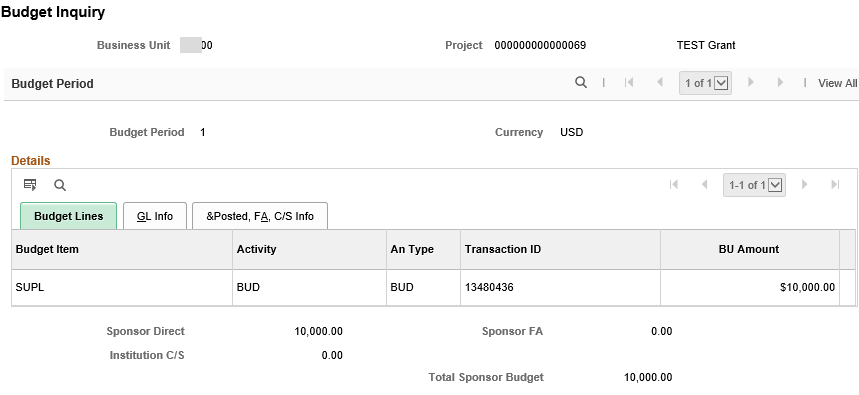 Budget Inquiry
Business Unit 00 Project 000000000000069 TEST Grant
Budget Period 1 of 1 View All
Budget Period 1 Currency USD
Details
1-1 of 1
Budget Lines GL Info &Posted, FA, C/S Info
Budget Item Activity An Type Transaction ID BU Amount
SUPL BUD BUD 13480436 $10,000.00
Sponsor Direct 10,000.00 Sponsor FA 0.00
Institution C/S 0.00
Total Sponsor Budget 10,000.00